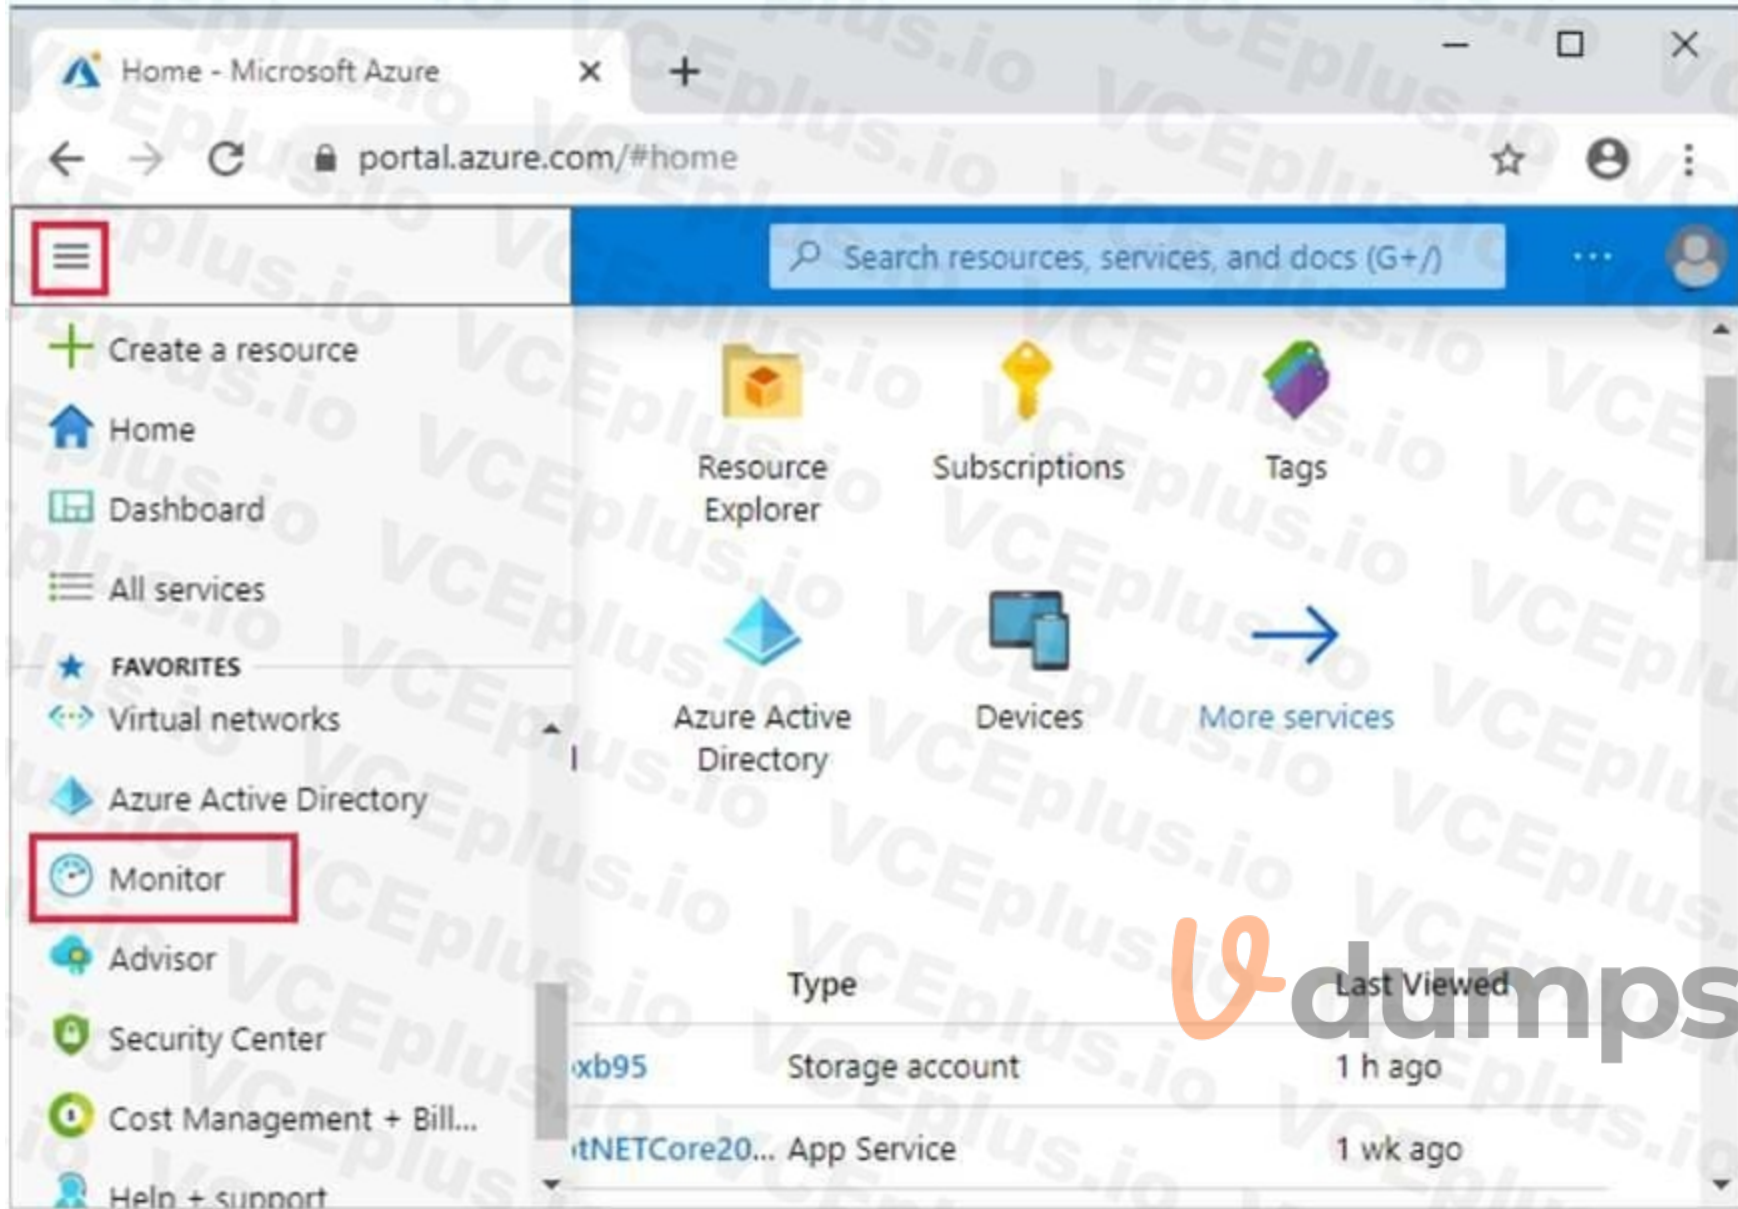 Home - Microsoft Azure
portal.azure.com/#home
Search resources, services, and docs (G+/)
Create a resource
Home
Dashboard
All services
FAVORITES
Virtual networks
Azure Active Directory
Monitor
Advisor
Security Center
Cost Management + Bill...
Help + support
Resource
Explorer
Subscriptions
Tags
Azure Active
Directory
Devices
More services
Type
Last Viewed
xb95
Storage account
1 h ago
tNETCore20...
App Service
1 wk ago
Vdumps
VCEplus.io